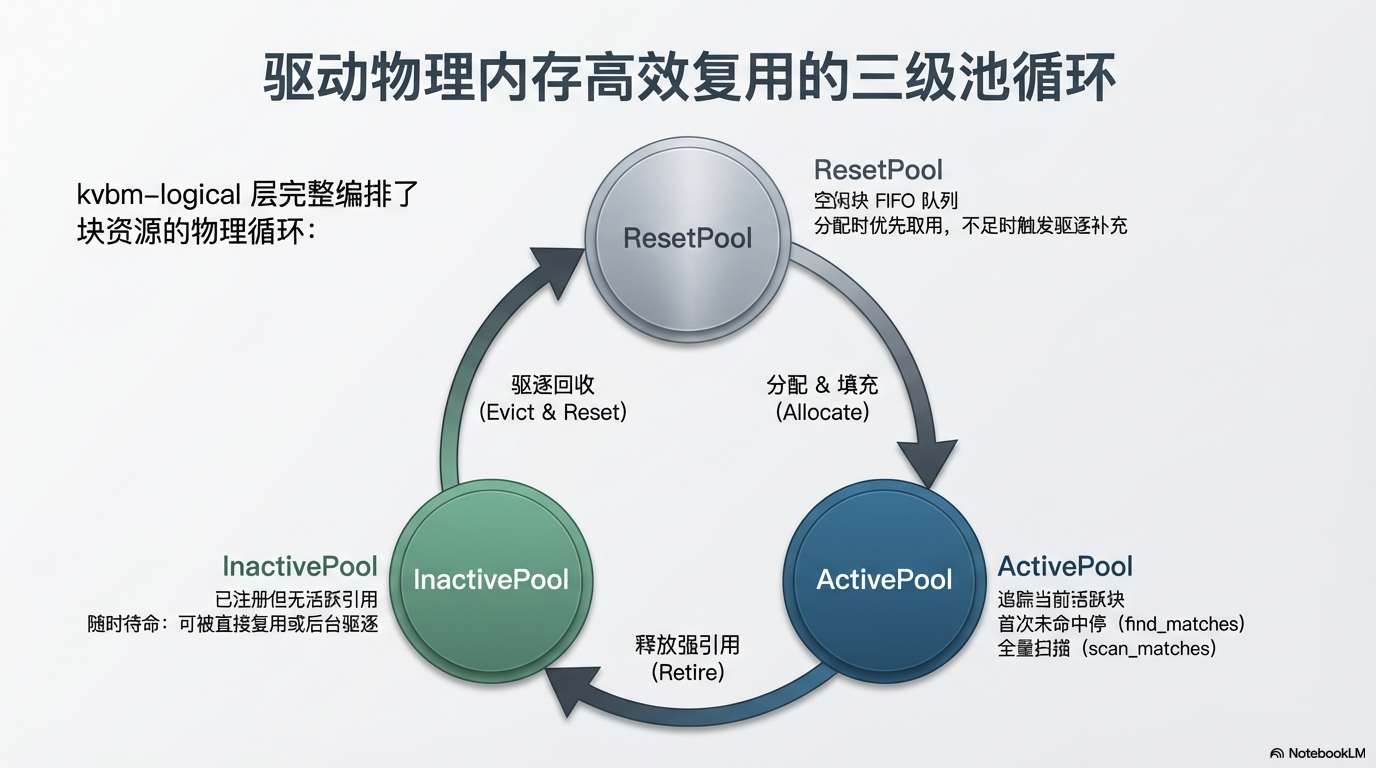 驱动物理内存高效复用的三级池循环
kvbm-logical 层完整编排了
块资源的物理循环：
ResetPool
ResetPool
空闲块 FIFO 队列
分配时优先取用，不足时触发驱逐补充
驱逐回收
(Evict & Reset)
分配 & 填充
(Allocate)
InactivePool
已注册但无活跃引用
随时待命：可被直接复用或后台驱逐
InactivePool
ActivePool
ActivePool
追踪当前活跃块
首次未命中停（find_matches）
全量扫描（scan_matches）
释放强引用
(Retire)
NotebookLM